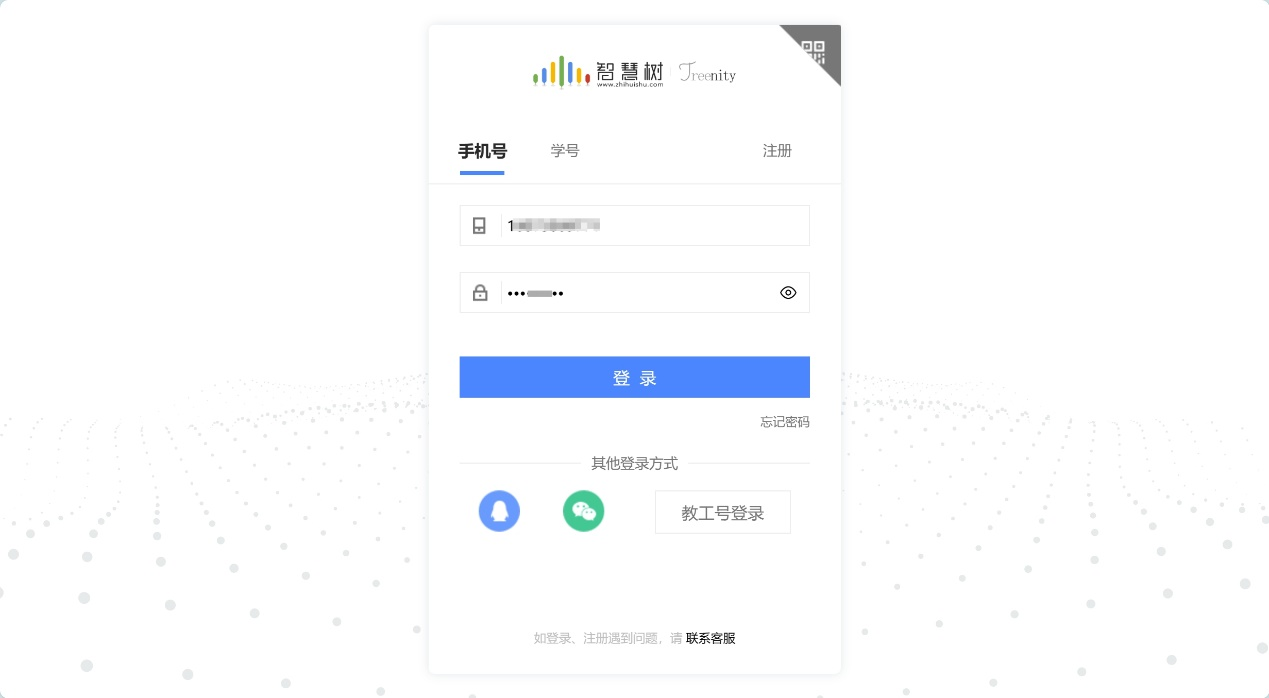 智慧树 Treenity
www.zhihuishu.com
手机号 学号 注册
1
登 录
忘记密码
其他登录方式
教工号登录
如登录、注册遇到问题，请 联系客服